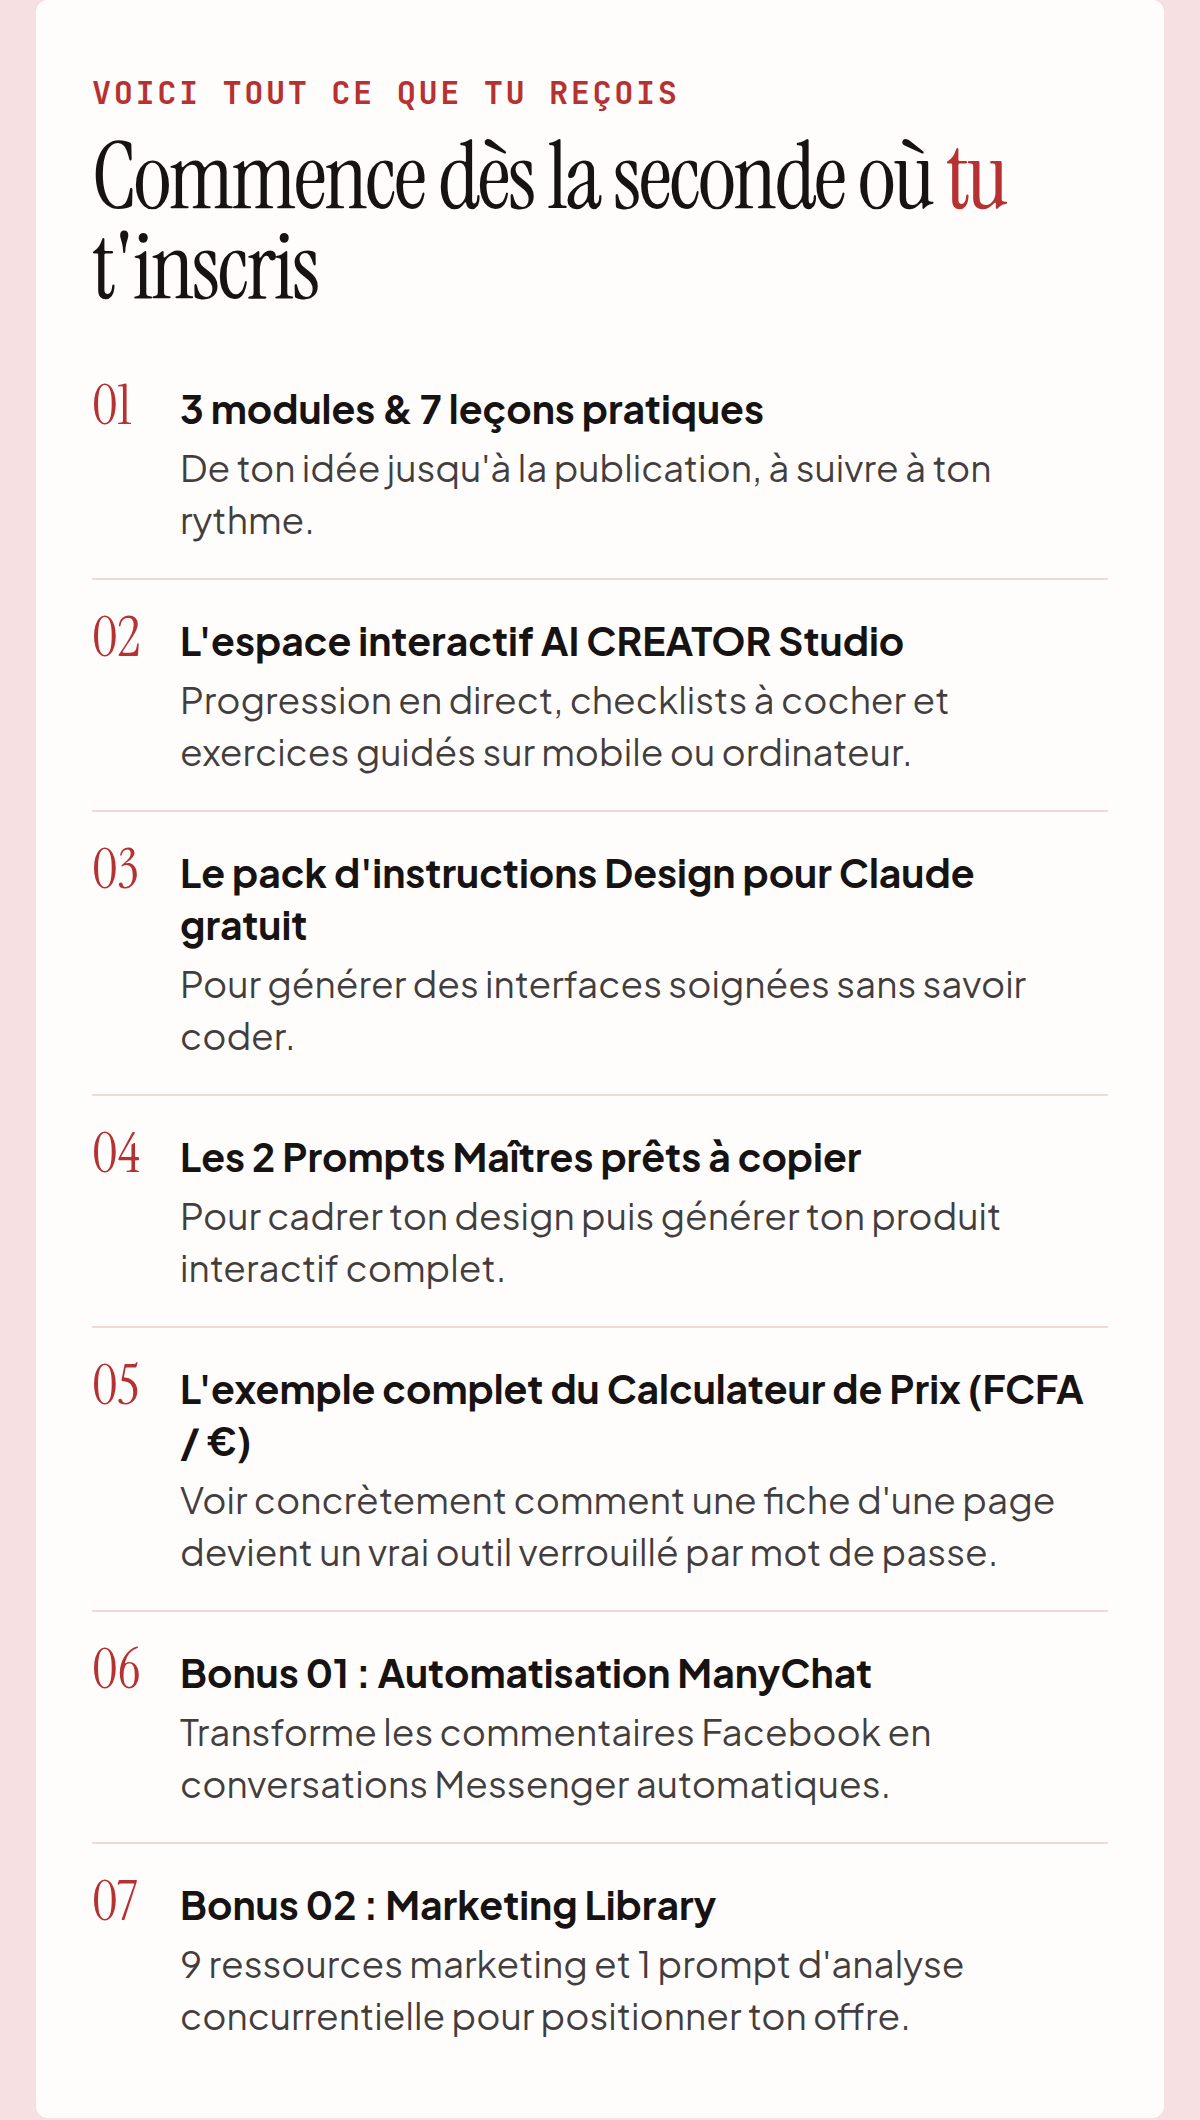 VOICI TOUT CE QUE TU REÇOIS
Commence dès la seconde où tu
t'inscris
01
3 modules & 7 leçons pratiques
De ton idée jusqu'à la publication, à suivre à ton
rythme.
02
L'espace interactif AI CREATOR Studio
Progression en direct, checklists à cocher et
exercices guidés sur mobile ou ordinateur.
03
Le pack d'instructions Design pour Claude
gratuit
Pour générer des interfaces soignées sans savoir
coder.
04
Les 2 Prompts Maîtres prêts à copier
Pour cadrer ton design puis générer ton produit
interactif complet.
05
L'exemple complet du Calculateur de Prix (FCFA
/ €)
Voir concrètement comment une fiche d'une page
devient un vrai outil verrouillé par mot de passe.
06
Bonus 01 : Automatisation ManyChat
Transforme les commentaires Facebook en
conversations Messenger automatiques.
07
Bonus 02 : Marketing Library
9 ressources marketing et 1 prompt d'analyse
concurrentielle pour positionner ton offre.